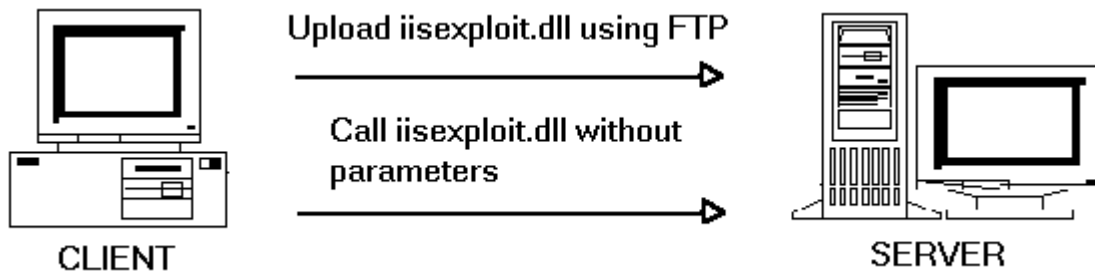 Upload iisexploit.dll using FTP
Call iisexploit.dll without
parameters
CLIENT
SERVER